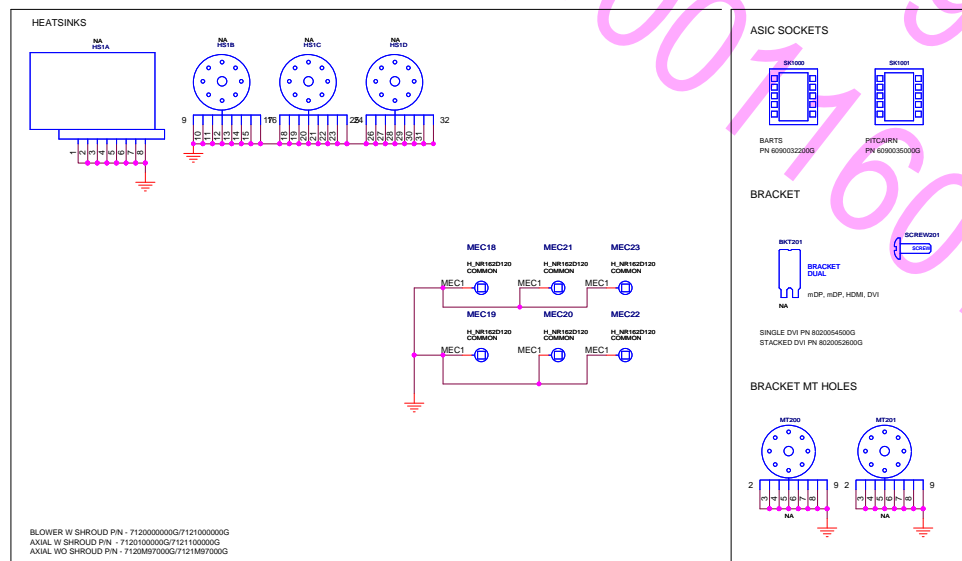 HEATSINKS
NA
HS1A
1 2 3 4 5 6 7 8
NA
HS1B
9 10 11 12 13 14 15
NA
HS1C
16 18 19 20 21 22 23
NA
HS1D
24 26 27 28 29 30 31 32
MEC18
H_NR162D120
COMMON
MEC1
MEC21
H_NR162D120
COMMON
MEC1
MEC23
H_NR162D120
COMMON
MEC1
MEC19
H_NR162D120
COMMON
MEC1
MEC20
H_NR162D120
COMMON
MEC1
MEC22
H_NR162D120
COMMON
MEC1
BLOWER W SHROUD P/N - 7120000000G/7121000000G
AXIAL W SHROUD P/N - 7120100000G/7121100000G
AXIAL WO SHROUD P/N - 7120M97000G/7121M97000G
ASIC SOCKETS
SK1000
BARTS
PN 6090032200G
SK1001
PITCAIRN
PN 6090035000G
BRACKET
BKT201
BRACKET
DUAL
mDP, mDP, HDMI, DVI
NA
SCREW201
SCREW
SINGLE DVI PN 8020054500G
STACKED DVI PN 8020052600G
BRACKET MT HOLES
MT200
2 3 4 5 6 7 8 9
NA
MT201
2 3 4 5 6 7 8 9
NA
001160